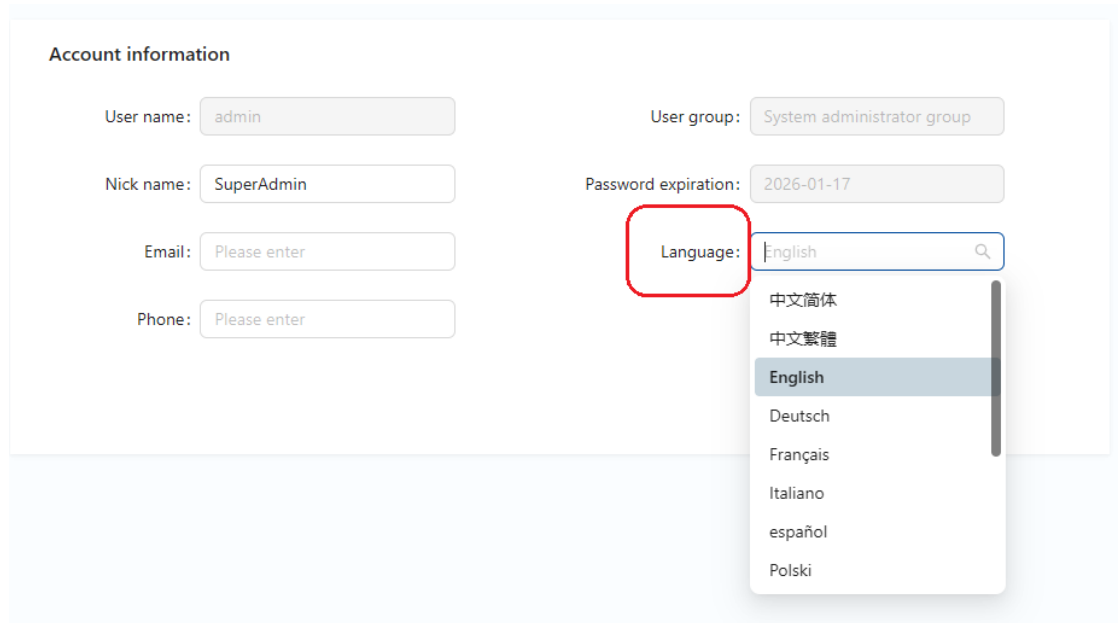 Account information
User name: admin
User group: System administrator group
Nick name: SuperAdmin
Password expiration: 2026-01-17
Email: Please enter
Language: English
Phone: Please enter
中文简体
中文繁體
English
Deutsch
Français
Italiano
español
Polski